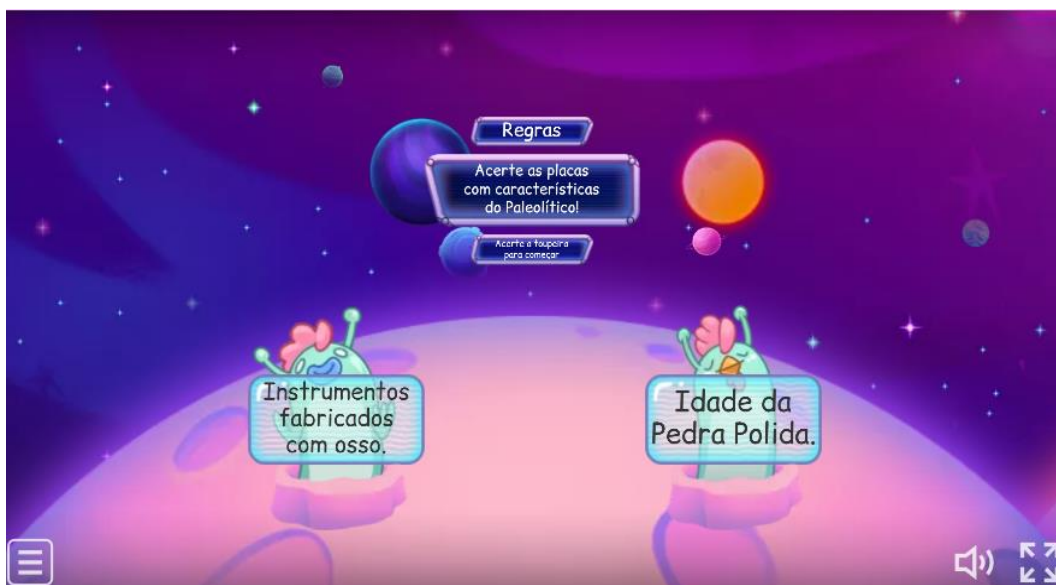 Regras
Acerte as placas
com características
do Paleolítico!
Acerte a toupeira
para começar
Instrumentos
fabricados
com osso.
Idade da
Pedra Polida.